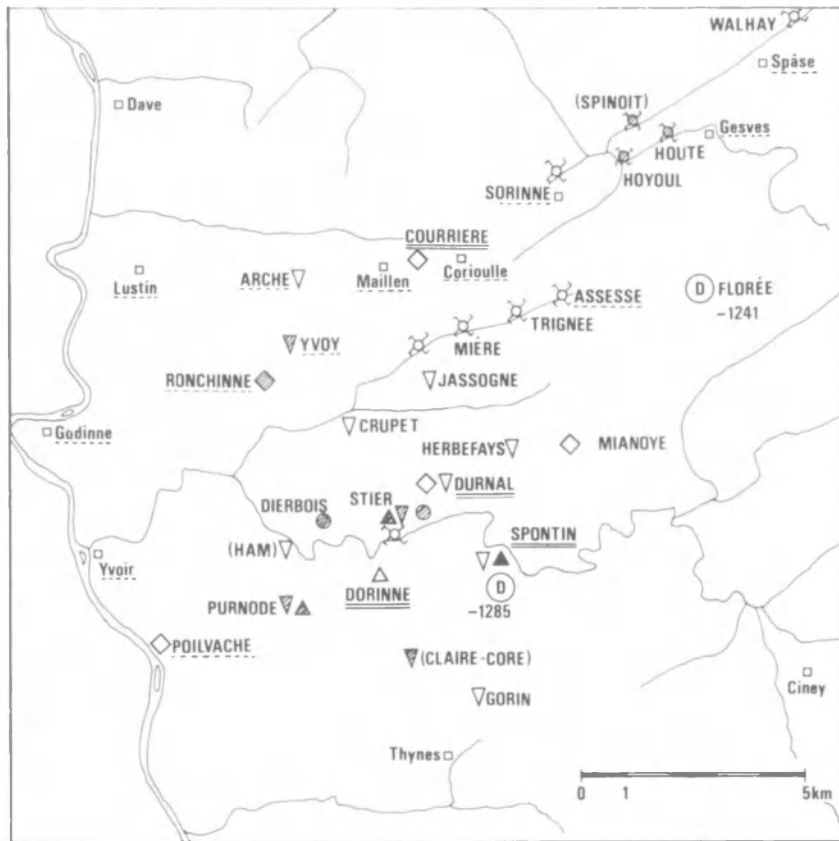 WALHAY
Spâse
(SPINOIT)
Dave
Gesves
HOUTE
HOYOUL
SORINNE
COURRIERE
Lustin
ARCHE
Maillen
Corioulle
ASSESSE
D FLORÉE
-1241
TRIGNEE
MIÈRE
YVOY
RONCHINNE
JASSOGNE
CRUPET
Godinne
HERBEFAYS
MIANOYE
DURNAL
STIER
DIERBOIS
SPONTIN
(HAM)
Yvoir
D
DORINNE
-1285
PURNODE
POILVACHE
(CLAIRE-CORE)
Ciney
GORIN
Thynes
0 1 5km